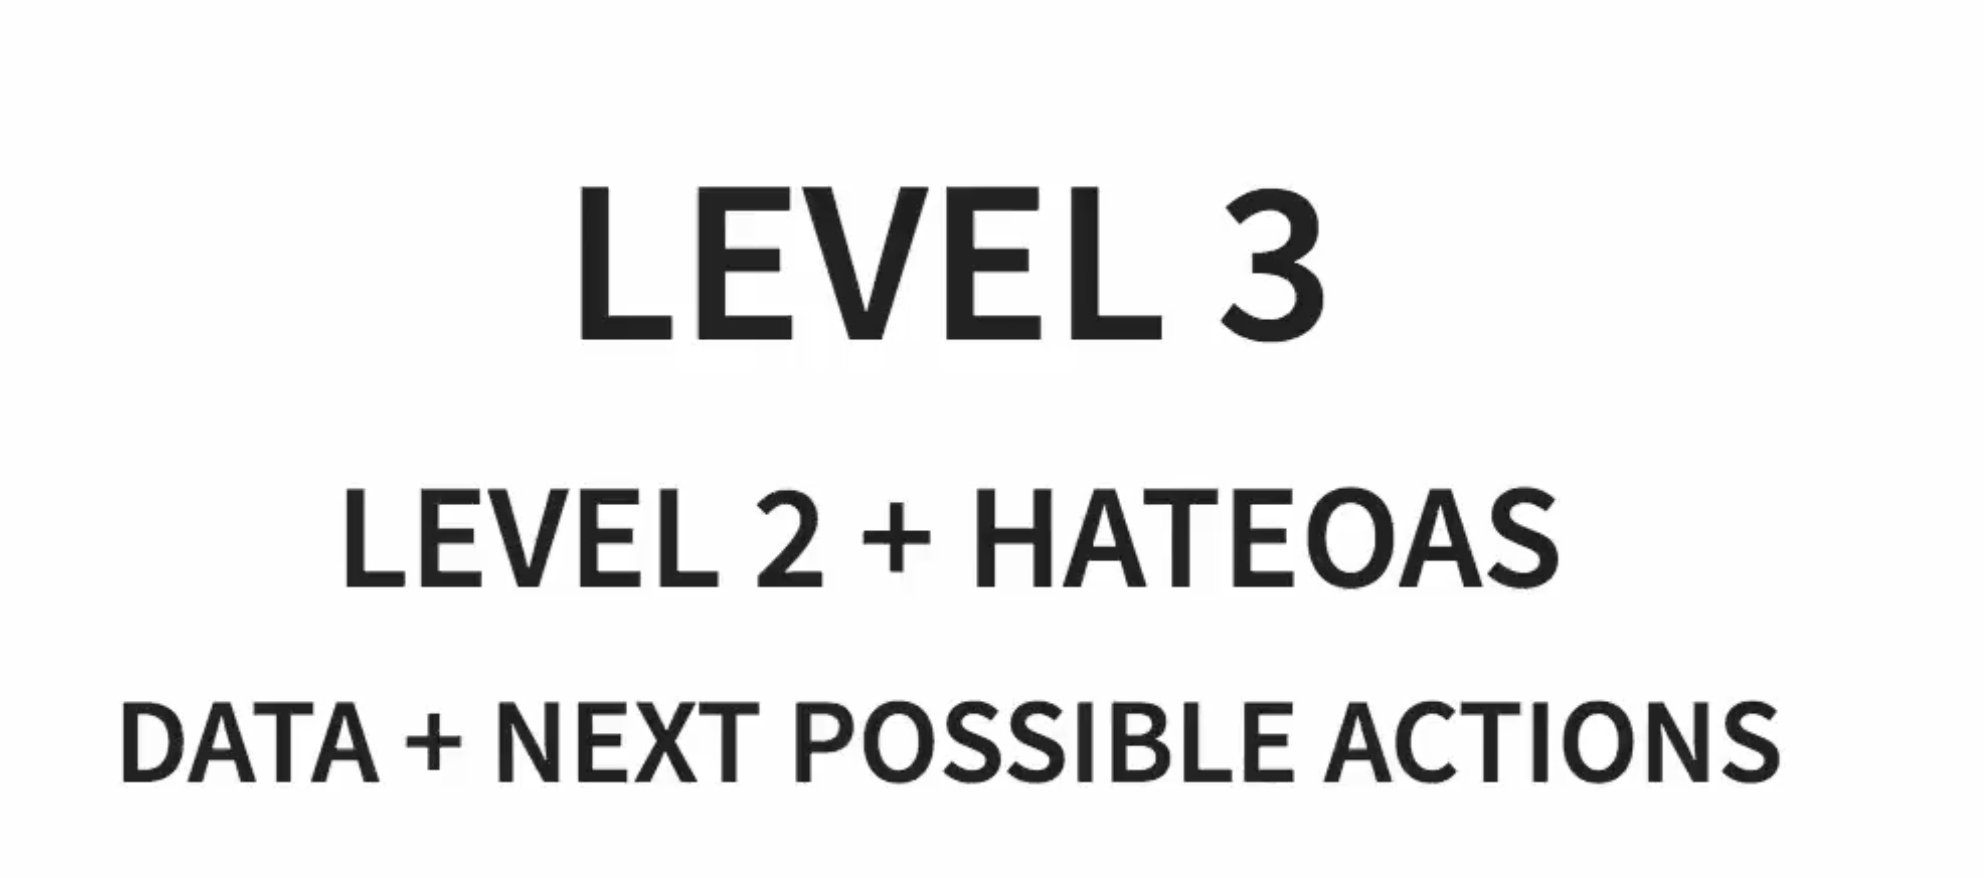 LEVEL 3
LEVEL 2 + HATEOAS
DATA + NEXT POSSIBLE ACTIONS